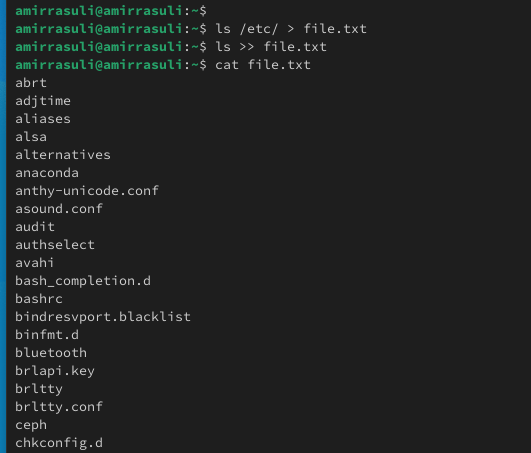 amirrasuli@amirrasuli:~$
amirrasuli@amirrasuli:~$ ls /etc/ > file.txt
amirrasuli@amirrasuli:~$ ls >> file.txt
amirrasuli@amirrasuli:~$ cat file.txt
abrt
adjtime
aliases
alsa
alternatives
anaconda
anthy-unicode.conf
asound.conf
audit
authselect
avahi
bash_completion.d
bashrc
bindresvport.blacklist
binfmt.d
bluetooth
brlapi.key
brltty
brltty.conf
ceph
chkconfig.d